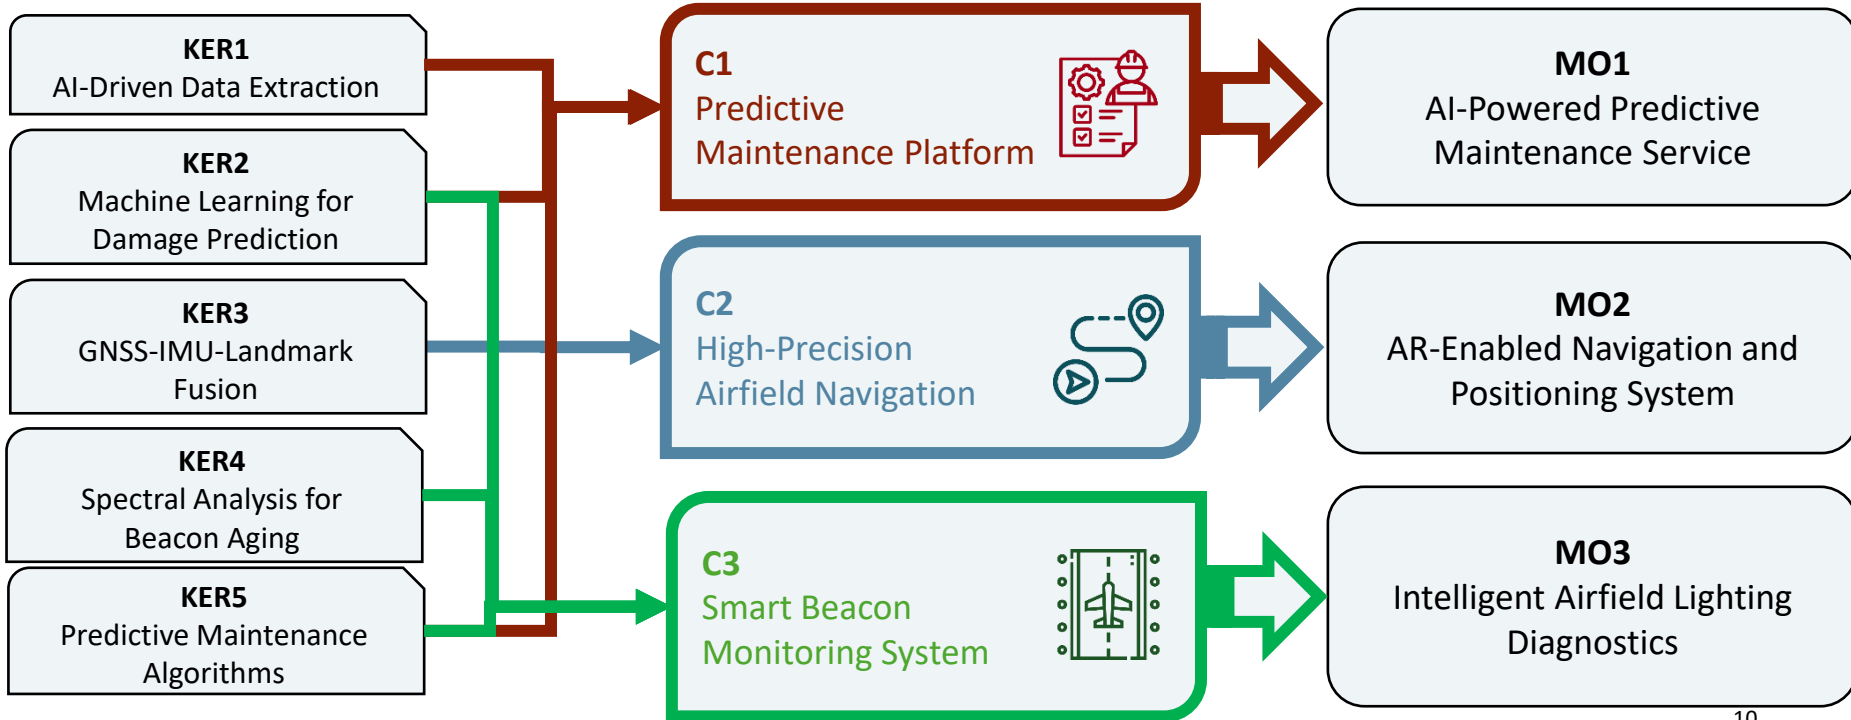 KER1
AI-Driven Data Extraction
KER2
Machine Learning for
Damage Prediction
KER3
GNSS-IMU-Landmark
Fusion
KER4
Spectral Analysis for
Beacon Aging
KER5
Predictive Maintenance
Algorithms
C1
Predictive
Maintenance Platform
C2
High-Precision
Airfield Navigation
C3
Smart Beacon
Monitoring System
MO1
AI-Powered Predictive
Maintenance Service
MO2
AR-Enabled Navigation and
Positioning System
MO3
Intelligent Airfield Lighting
Diagnostics
10